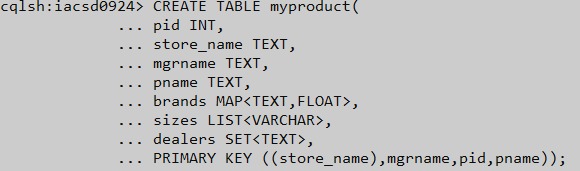 cqlsh:iacsd0924> CREATE TABLE myproduct(
... pid INT,
... store_name TEXT,
... mgrname TEXT,
... pname TEXT,
... brands MAP<TEXT,FLOAT>,
... sizes LIST<VARCHAR>,
... dealers SET<TEXT>,
... PRIMARY KEY ((store_name),mgrname,pid,pname));